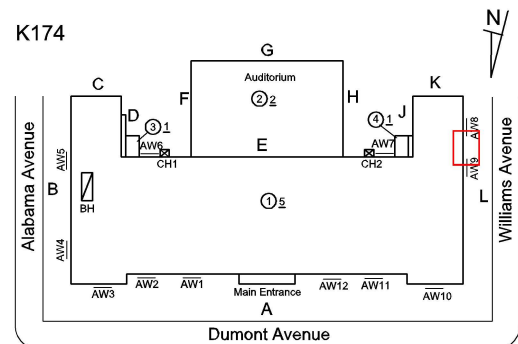 K174
N
G
Auditorium
② 2
C
K
F
H
D
J
③ 1
④ 1
AW6
AW7
AW8
E
CH1
CH2
AW9
AW5
B
BH
L
① 5
AW4
AW3
AW2
AW1
Main Entrance
AW12
AW11
AW10
A
Alabama Avenue
Williams Avenue
Dumont Avenue